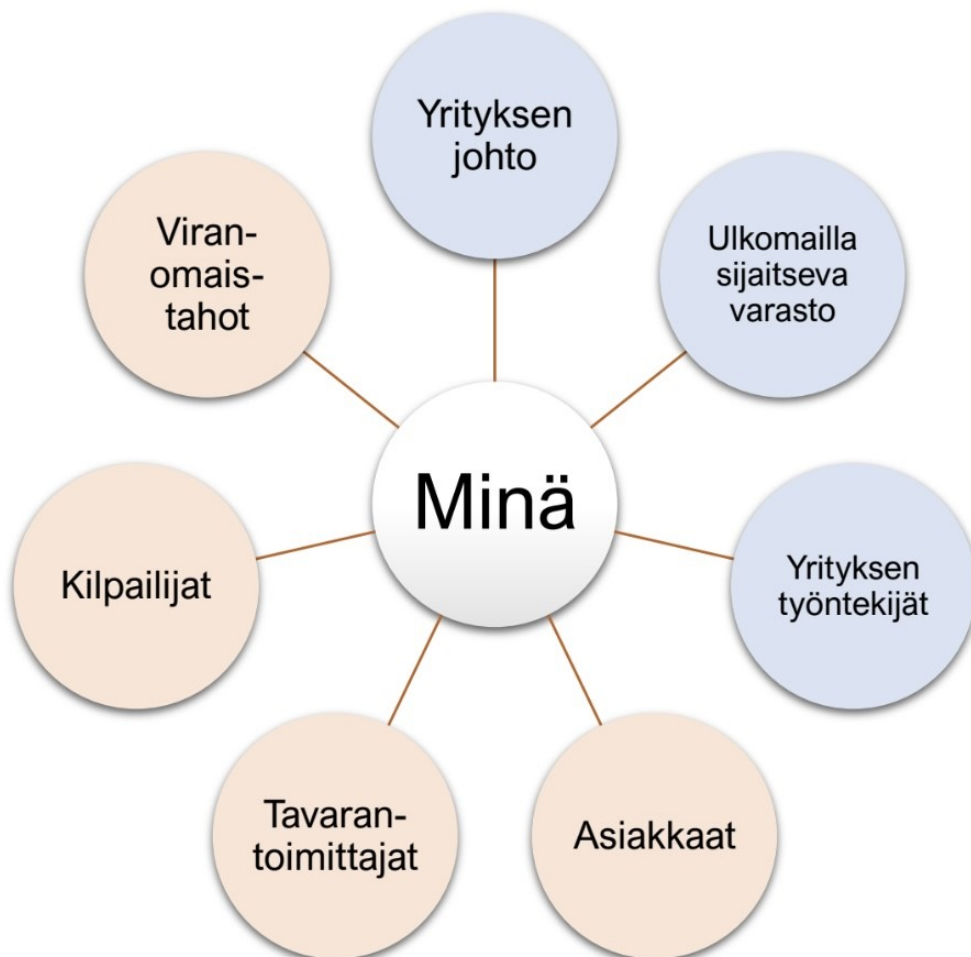 Yrityksen
johto
Ulkomailla
sijaitseva
varasto
Yrityksen
työntekijät
Asiakkaat
Tavaran-
toimittajat
Kilpailijat
Viran-
omais-
tahot
Minä